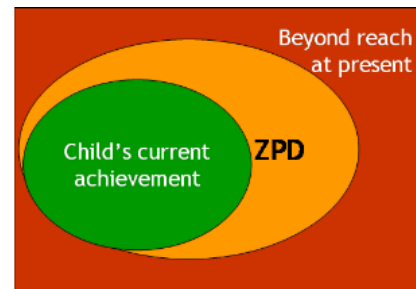 Beyond reach
at present
Child's current
achievement
ZPD